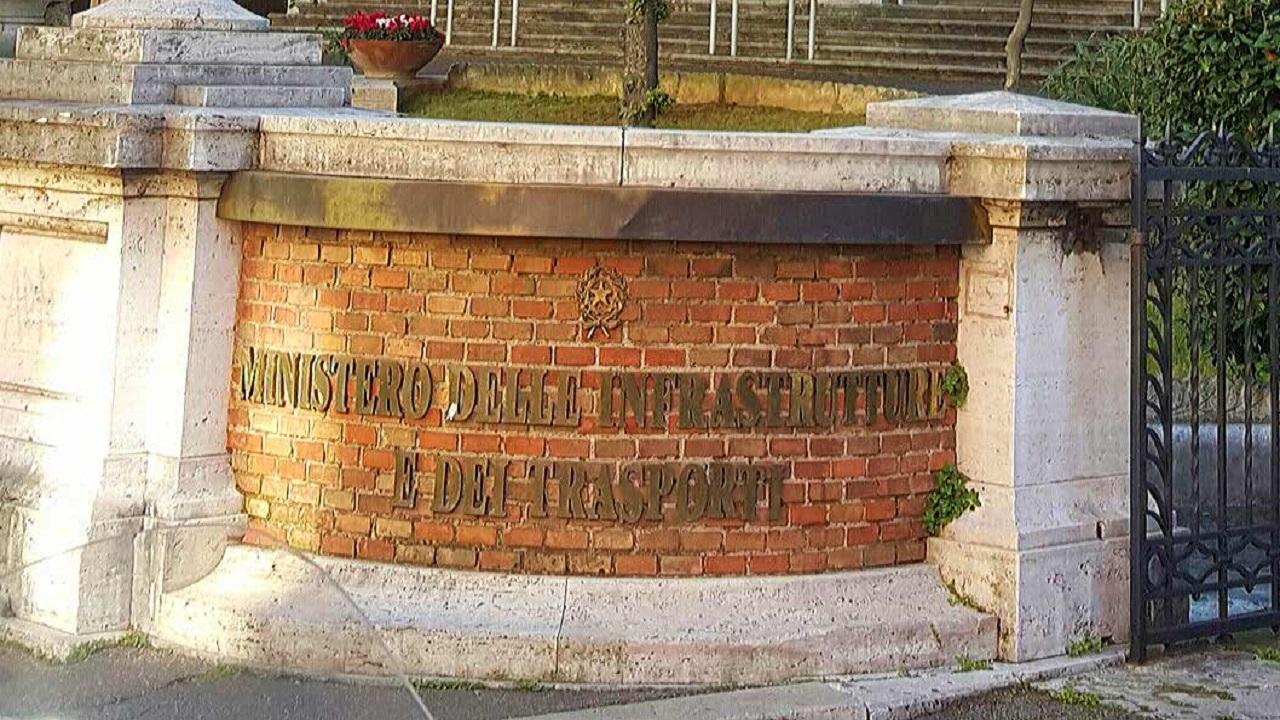 MINISTERO DELLE INFRASTRUTTURE
E DEI TRASPORTI